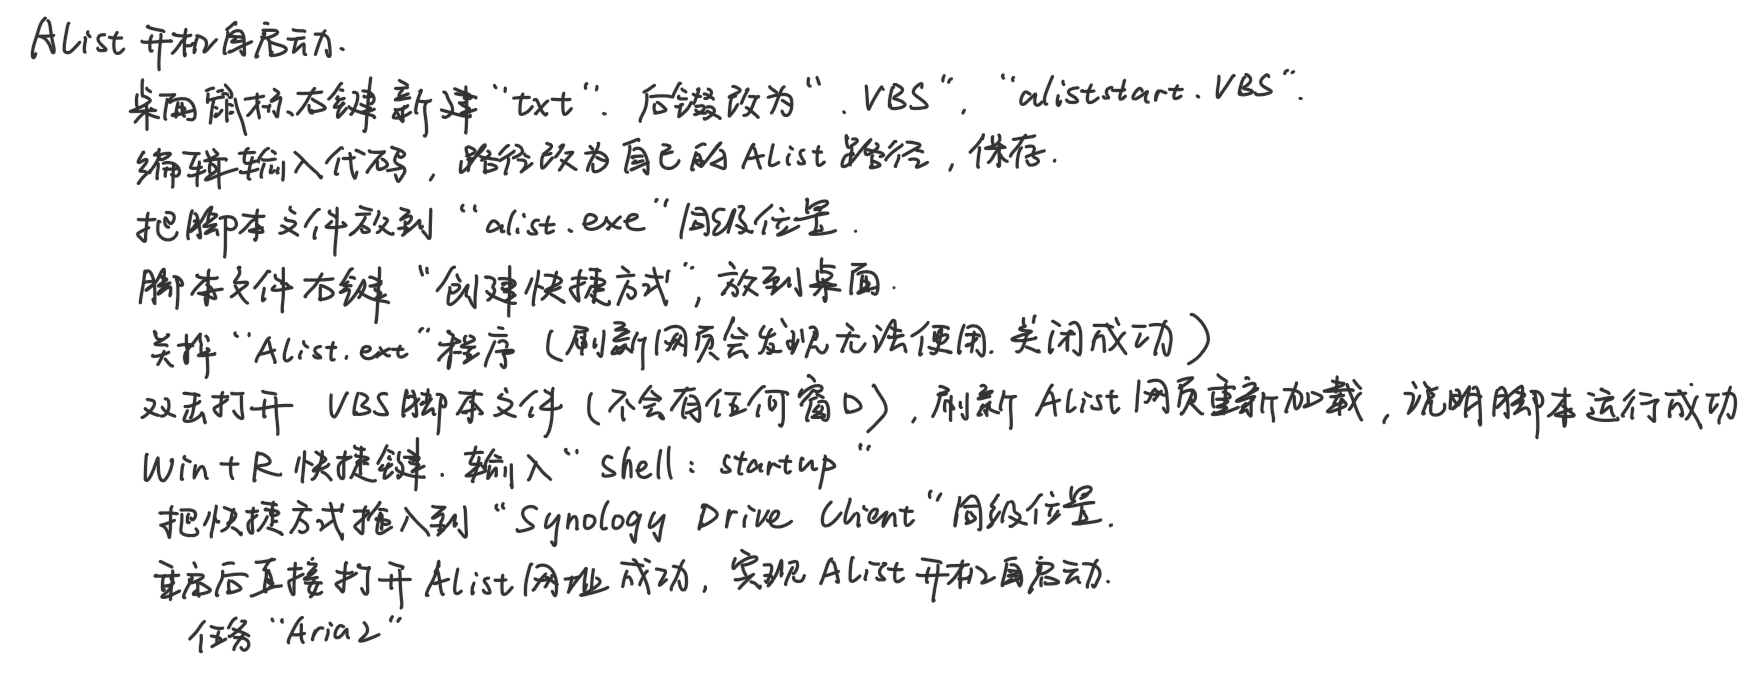 AList 开机自启动.
桌面鼠标右键新建“txt”. 后缀改为“.VBS”, “aliststart.VBS”.
编辑输入代码, 路径改为自己的 AList 路径, 保存.
把脚本文件放到 “alist.exe”同级位置.
脚本文件右键 “创建快捷方式”, 放到桌面.
关掉 “Alist.ext”程序 (刷新网页会发现无法使用. 关闭成功)
双击打开 VBS 脚本文件 (不会有任何窗口), 刷新 AList 网页重新加载, 说明脚本运行成功
Win + R 快捷键. 输入“shell: startup”
把快捷方式拖入到 “Synology Drive Client”同级位置.
重启后直接打开 AList 网址成功, 实现 AList 开机自启动.
任务“Aria2”